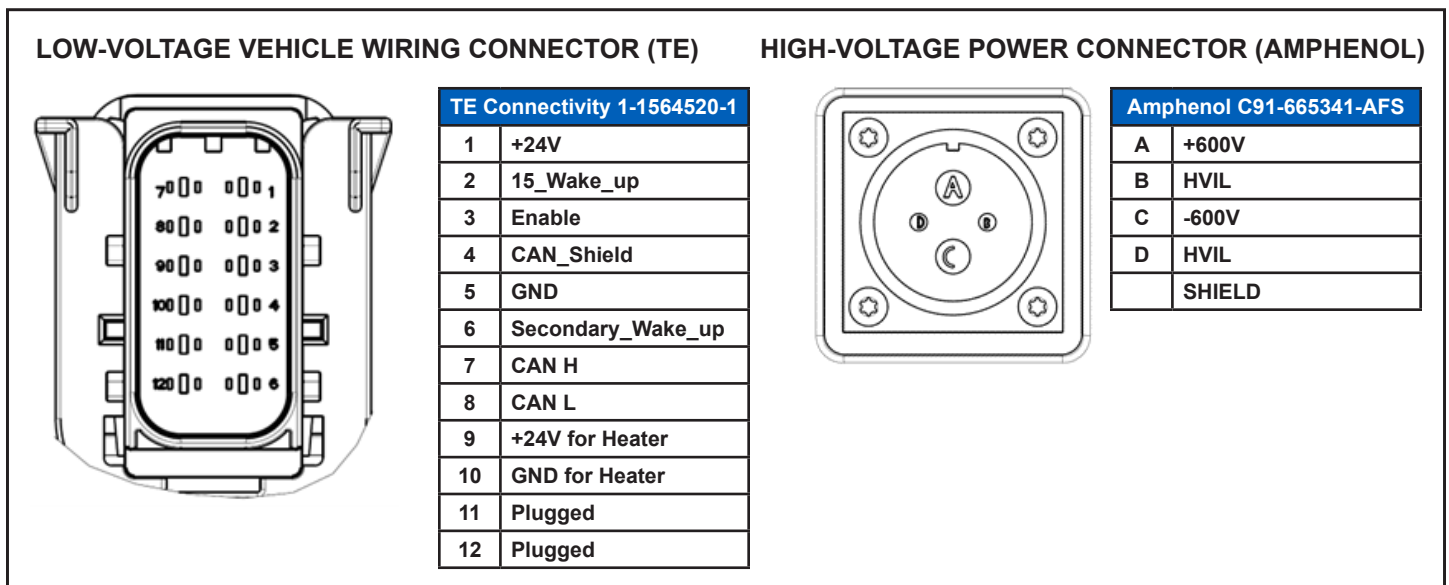 LOW-VOLTAGE VEHICLE WIRING CONNECTOR (TE)
7 1
8 2
9 3
10 4
11 5
12 6
TE Connectivity 1-1564520-1
1 +24V
2 15_Wake_up
3 Enable
4 CAN_Shield
5 GND
6 Secondary_Wake_up
7 CAN H
8 CAN L
9 +24V for Heater
10 GND for Heater
11 Plugged
12 Plugged
HIGH-VOLTAGE POWER CONNECTOR (AMPHENOL)
A
D B
C
Amphenol C91-665341-AFS
A +600V
B HVIL
C -600V
D HVIL
SHIELD